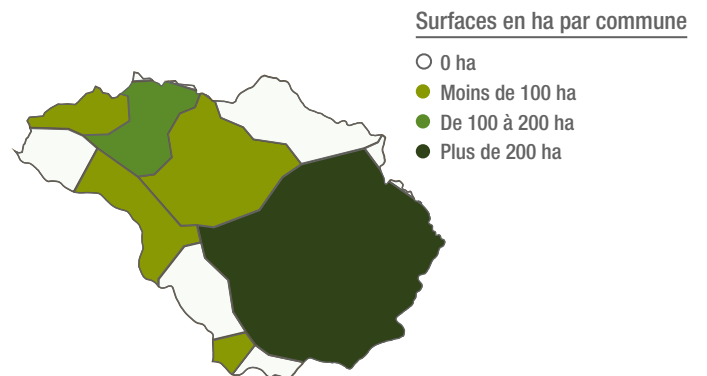 Surfaces en ha par commune
0 ha
Moins de 100 ha
De 100 à 200 ha
Plus de 200 ha